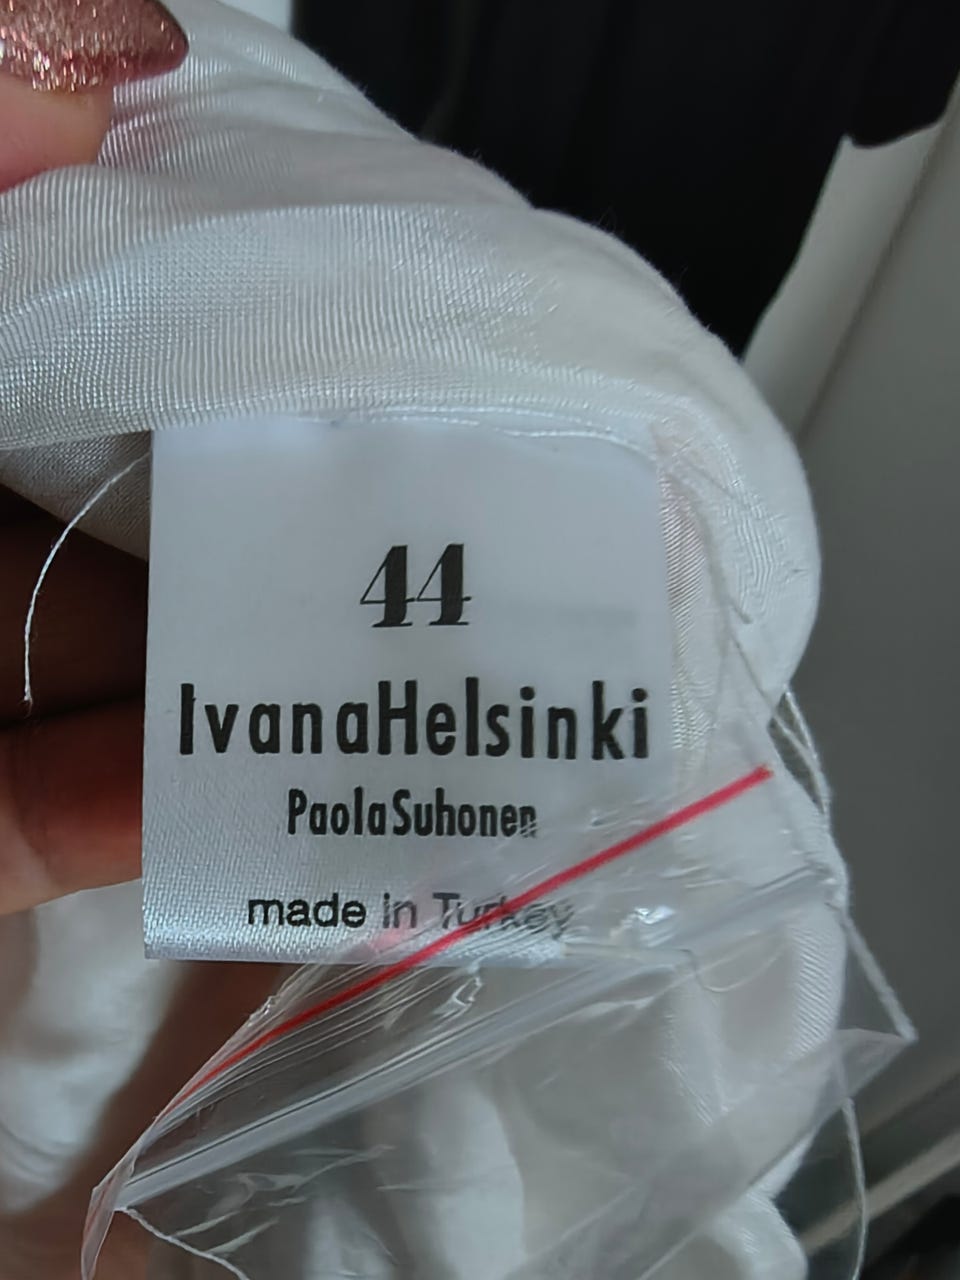 44
IvanaHelsinki
PaolaSuhonen
made in Turkey